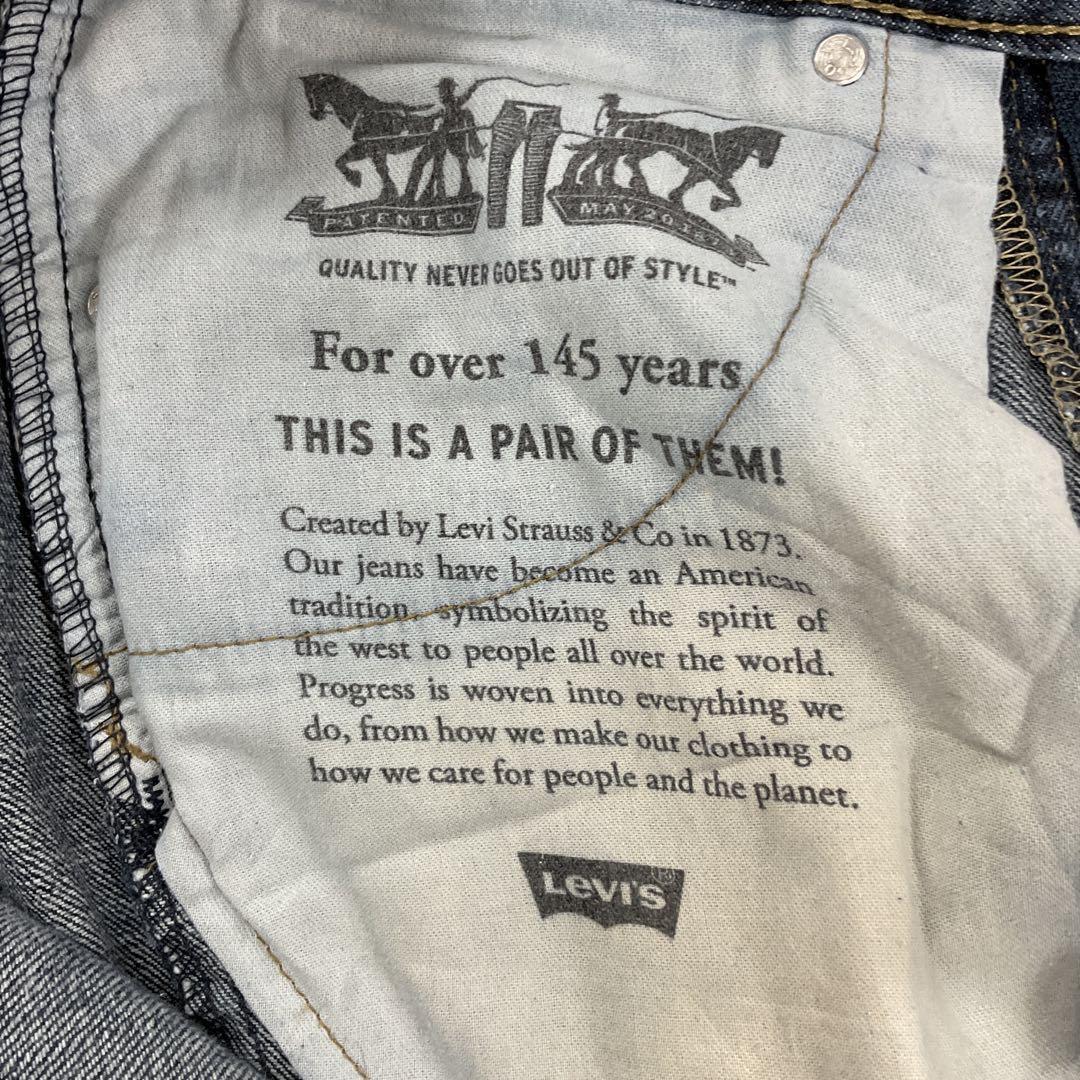 PATENTED
MAY 20
QUALITY NEVER GOES OUT OF STYLE™
For over 145 years
THIS IS A PAIR OF THEM!
Created by Levi Strauss & Co in 1873.
Our jeans have become an American
tradition, symbolizing the spirit of
the west to people all over the world.
Progress is woven into everything we
do, from how we make our clothing to
how we care for people and the planet.
Levi's®